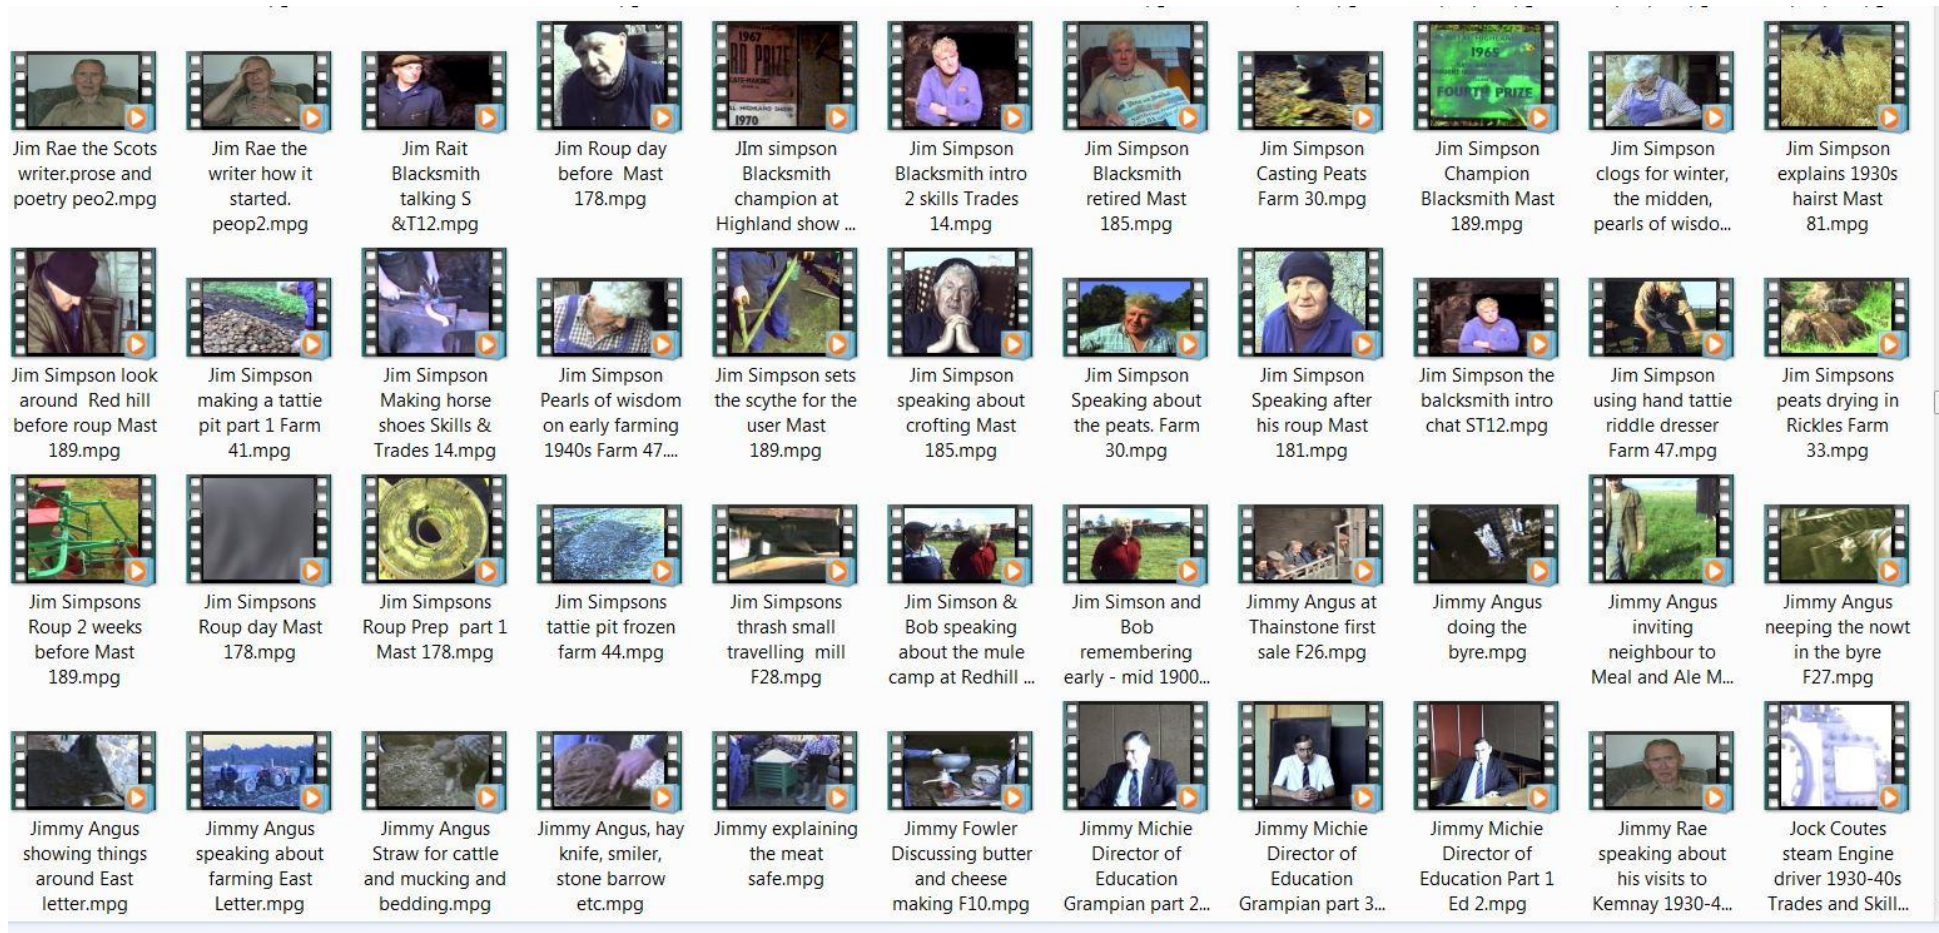 1967
RD PRIZE
1970
1965
FOURTH PRIZE
Jim Rae the Scots
writer.prose and
poetry peo2.mpg
Jim Rae the
writer how it
started.
peop2.mpg
Jim Rait
Blacksmith
talking S
&T12.mpg
Jim Roup day
before Mast
178.mpg
JIm simpson
Blacksmith
champion at
Highland show ...
Jim Simpson
Blacksmith intro
2 skills Trades
14.mpg
Jim Simpson
Blacksmith
retired Mast
185.mpg
Jim Simpson
Casting Peats
Farm 30.mpg
Jim Simpson
Champion
Blacksmith Mast
189.mpg
Jim Simpson
clogs for winter,
the midden,
pearls of wisdo...
Jim Simpson
explains 1930s
hairst Mast
81.mpg
Jim Simpson look
around Red hill
before roup Mast
189.mpg
Jim Simpson
making a tattie
pit part 1 Farm
41.mpg
Jim Simpson
Making horse
shoes Skills &
Trades 14.mpg
Jim Simpson
Pearls of wisdom
on early farming
1940s Farm 47....
Jim Simpson sets
the scythe for the
user Mast
189.mpg
Jim Simpson
speaking about
crofting Mast
185.mpg
Jim Simpson
Speaking about
the peats. Farm
30.mpg
Jim Simpson
Speaking after
his roup Mast
181.mpg
Jim Simpson the
balcksmith intro
chat ST12.mpg
Jim Simpson
using hand tattie
riddle dresser
Farm 47.mpg
Jim Simpsons
peats drying in
Rickles Farm
33.mpg
Jim Simpsons
Roup 2 weeks
before Mast
189.mpg
Jim Simpsons
Roup day Mast
178.mpg
Jim Simpsons
Roup Prep part 1
Mast 178.mpg
Jim Simpsons
tattie pit frozen
farm 44.mpg
Jim Simpsons
thrash small
travelling mill
F28.mpg
Jim Simson &
Bob speaking
about the mule
camp at Redhill ...
Jim Simson and
Bob
remembering
early - mid 1900...
Jimmy Angus at
Thainstone first
sale F26.mpg
Jimmy Angus
doing the
byre.mpg
Jimmy Angus
inviting
neighbour to
Meal and Ale M...
Jimmy Angus
neeping the nowt
in the byre
F27.mpg
Jimmy Angus
showing things
around East
letter.mpg
Jimmy Angus
speaking about
farming East
Letter.mpg
Jimmy Angus
Straw for cattle
and mucking and
bedding.mpg
Jimmy Angus, hay
knife, smiler,
stone barrow
etc.mpg
Jimmy explaining
the meat
safe.mpg
Jimmy Fowler
Discussing butter
and cheese
making F10.mpg
Jimmy Michie
Director of
Education
Grampian part 2...
Jimmy Michie
Director of
Education
Grampian part 3...
Jimmy Michie
Director of
Education Part 1
Ed 2.mpg
Jimmy Rae
speaking about
his visits to
Kemnay 1930-4...
Jock Coutes
steam Engine
driver 1930-40s
Trades and Skill...